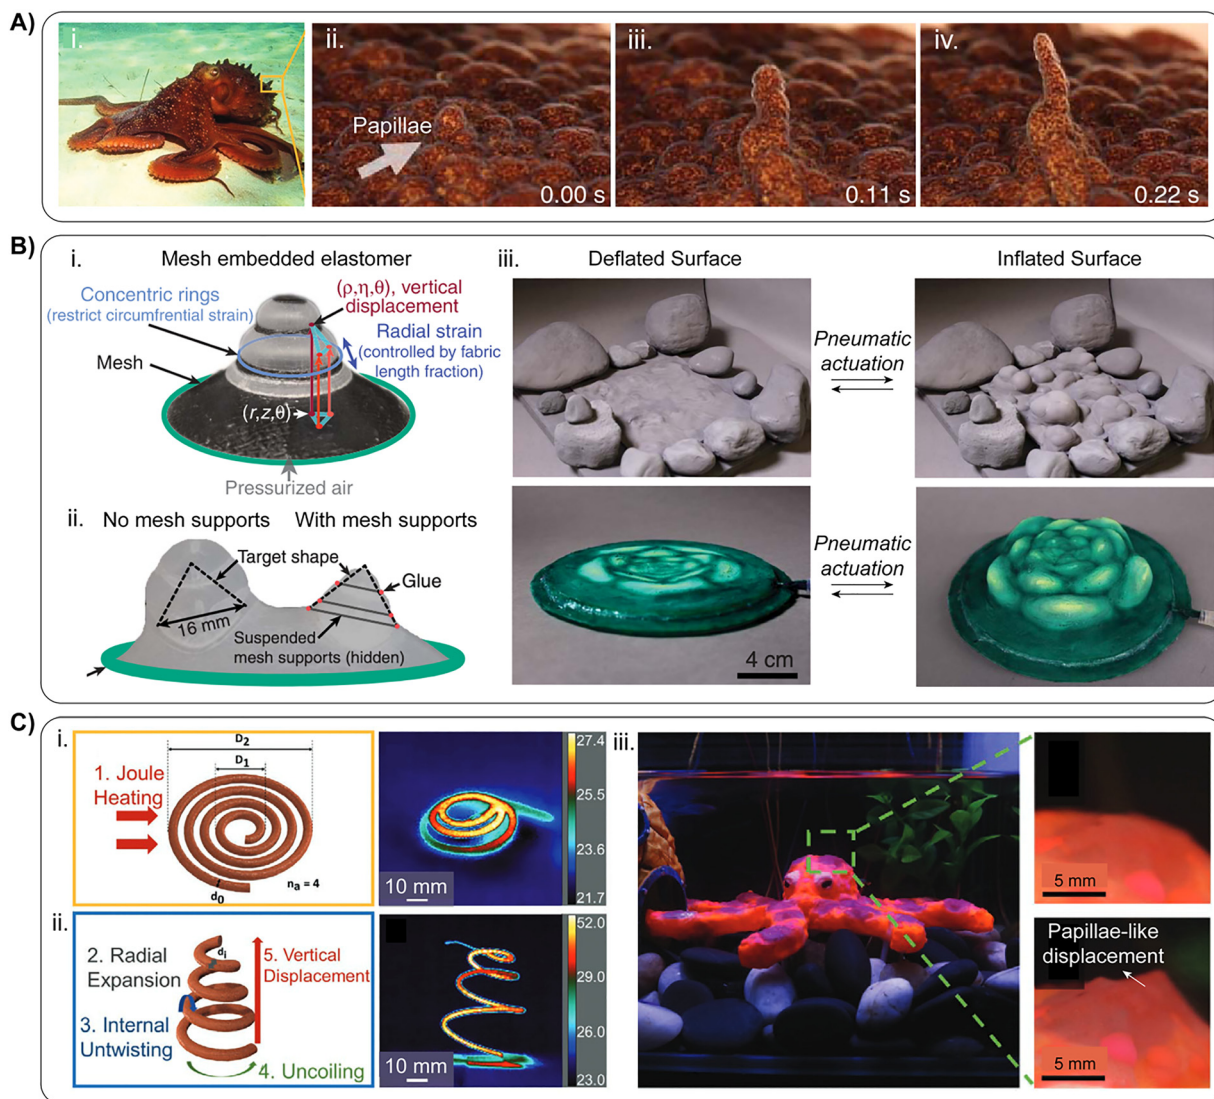 A)
i.
ii.
Papillae
0.00 s
iii.
0.11 s
iv.
0.22 s
B)
i.
Mesh embedded elastomer
Concentric rings
(restrict circumfrential strain)
Mesh
(ρ,η,θ), vertical
displacement
Radial strain
(controlled by fabric
length fraction)
(r,z,θ)
Pressurized air
ii.
No mesh supports
With mesh supports
Target shape
Glue
16 mm
Suspended
mesh supports (hidden)
iii.
Deflated Surface
Inflated Surface
Pneumatic
actuation
Pneumatic
actuation
4 cm
C)
i.
1. Joule
Heating
D2
D1
d0
na = 4
27.4
25.5
23.6
21.7
10 mm
ii.
2. Radial
Expansion
3. Internal
Untwisting
di
5. Vertical
Displacement
4. Uncoiling
52.0
29.0
26.0
23.0
10 mm
iii.
5 mm
Papillae-like
displacement
5 mm